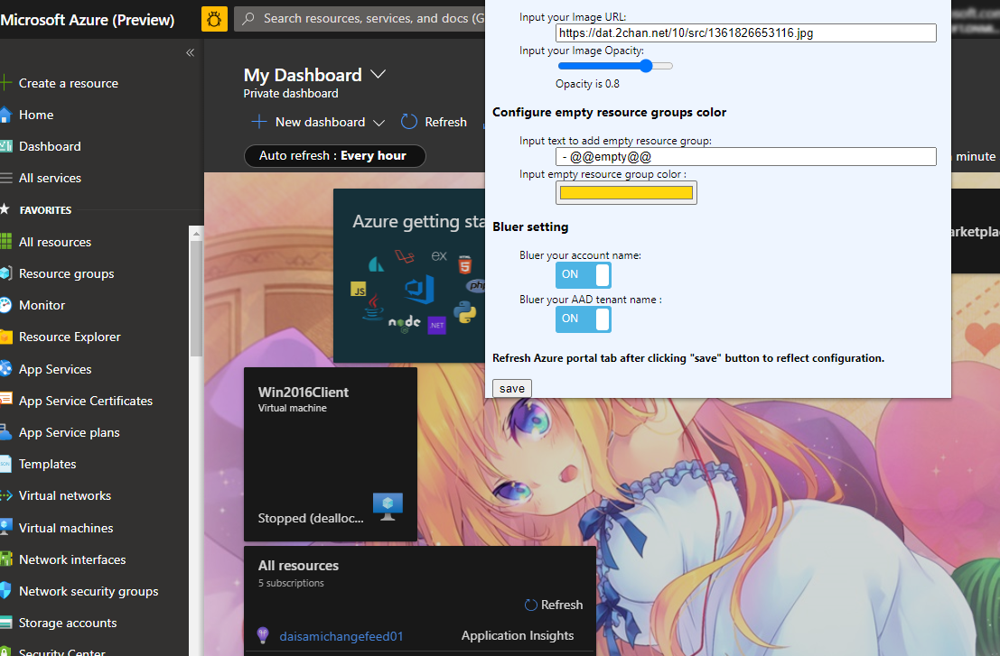 Microsoft Azure (Preview)
Search resources, services, and docs (G
Create a resource
Home
Dashboard
All services
FAVORITES
All resources
Resource groups
Monitor
Resource Explorer
App Services
App Service Certificates
App Service plans
Templates
Virtual networks
Virtual machines
Network interfaces
Network security groups
Storage accounts
Security Center
My Dashboard
Private dashboard
New dashboard
Refresh
Auto refresh : Every hour
Azure getting sta
EX
JS
php
node
.NET
Win2016Client
Virtual machine
Stopped (dealloc...
All resources
5 subscriptions
Refresh
daisamichangefeed01
Application Insights
Input your Image URL:
https://dat.2chan.net/10/src/1361826653116.jpg
Input your Image Opacity:
Opacity is 0.8
Configure empty resource groups color
Input text to add empty resource group:
- @@empty@@
Input empty resource group color :
Bluer setting
Bluer your account name:
ON
Bluer your AAD tenant name :
ON
Refresh Azure portal tab after clicking "save" button to reflect configuration.
save
minute
arketpla